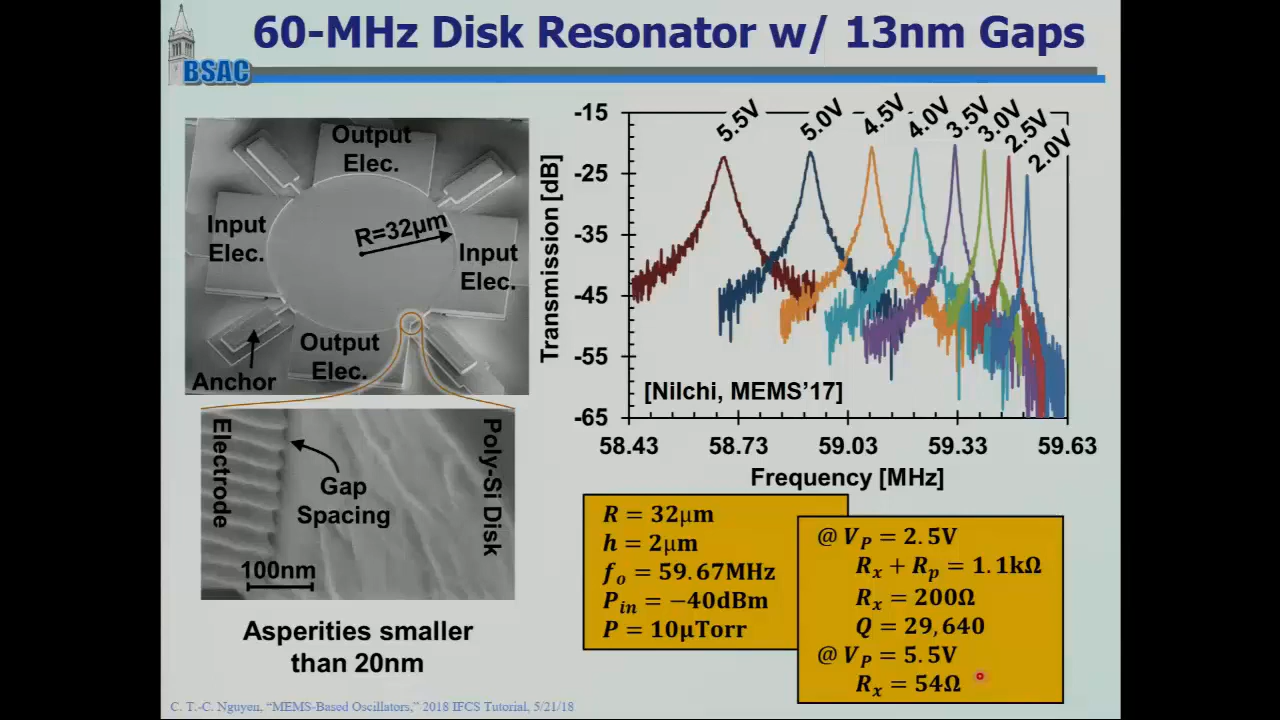 60-MHz Disk Resonator w/ 13nm Gaps
BSAC
Output
Elec.
Input
Elec.
R=32μm
Input
Elec.
Output
Elec.
Anchor
Electrode
Gap
Spacing
Poly-Si Disk
100nm
Asperities smaller
than 20nm
Transmission [dB]
-15
-25
-35
-45
-55
-65
5.5V
5.0V
4.5V
4.0V
3.5V
3.0V
2.5V
2.0V
[Nilchi, MEMS'17]
58.43 58.73 59.03 59.33 59.63
Frequency [MHz]
R = 32μm
h = 2μm
fₒ = 59.67MHz
P_in = −40dBm
P = 10μTorr
@ V_P = 2.5V
R_x + R_p = 1.1kΩ
R_x = 200Ω
Q = 29,640
@ V_P = 5.5V
R_x = 54Ω
C. T.-C. Nguyen, "MEMS-Based Oscillators," 2018 IFCS Tutorial, 5/21/18